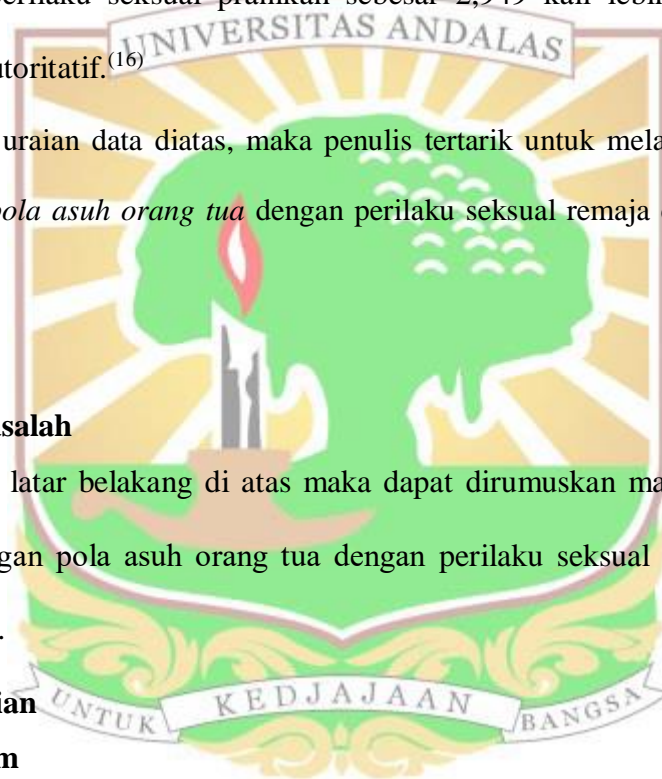 perilaku seksual pranikah sebesar 2,949 kali lebih
UNIVERSITAS ANDALAS
utoritatif.(16)
uraian data diatas, maka penulis tertarik untuk mela
pola asuh orang tua dengan perilaku seksual remaja
salah
latar belakang di atas maka dapat dirumuskan ma
gan pola asuh orang tua dengan perilaku seksual
.
ian
UNTUK KEDJAJAAN BANGSA
m